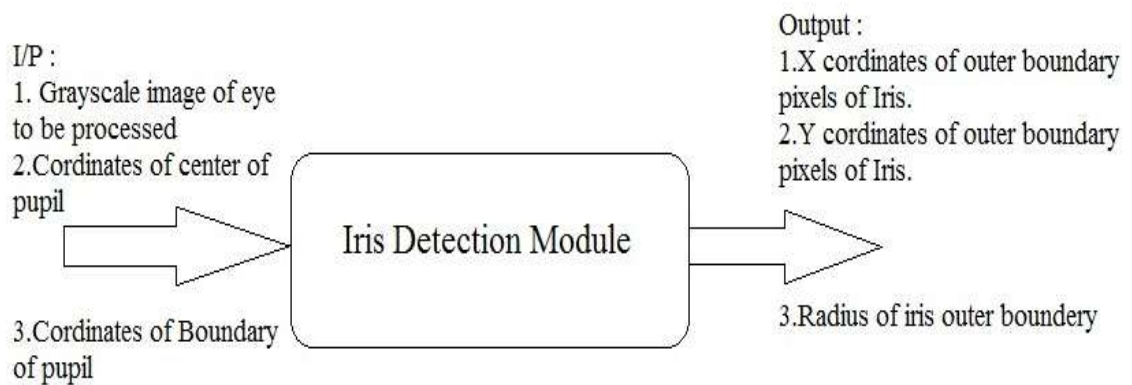 I/P :
1. Grayscale image of eye
to be processed
2.Cordinates of center of
pupil
3.Cordinates of Boundary
of pupil
Iris Detection Module
Output :
1.X cordinates of outer boundary
pixels of Iris.
2.Y cordinates of outer boundary
pixels of Iris.
3.Radius of iris outer boundery